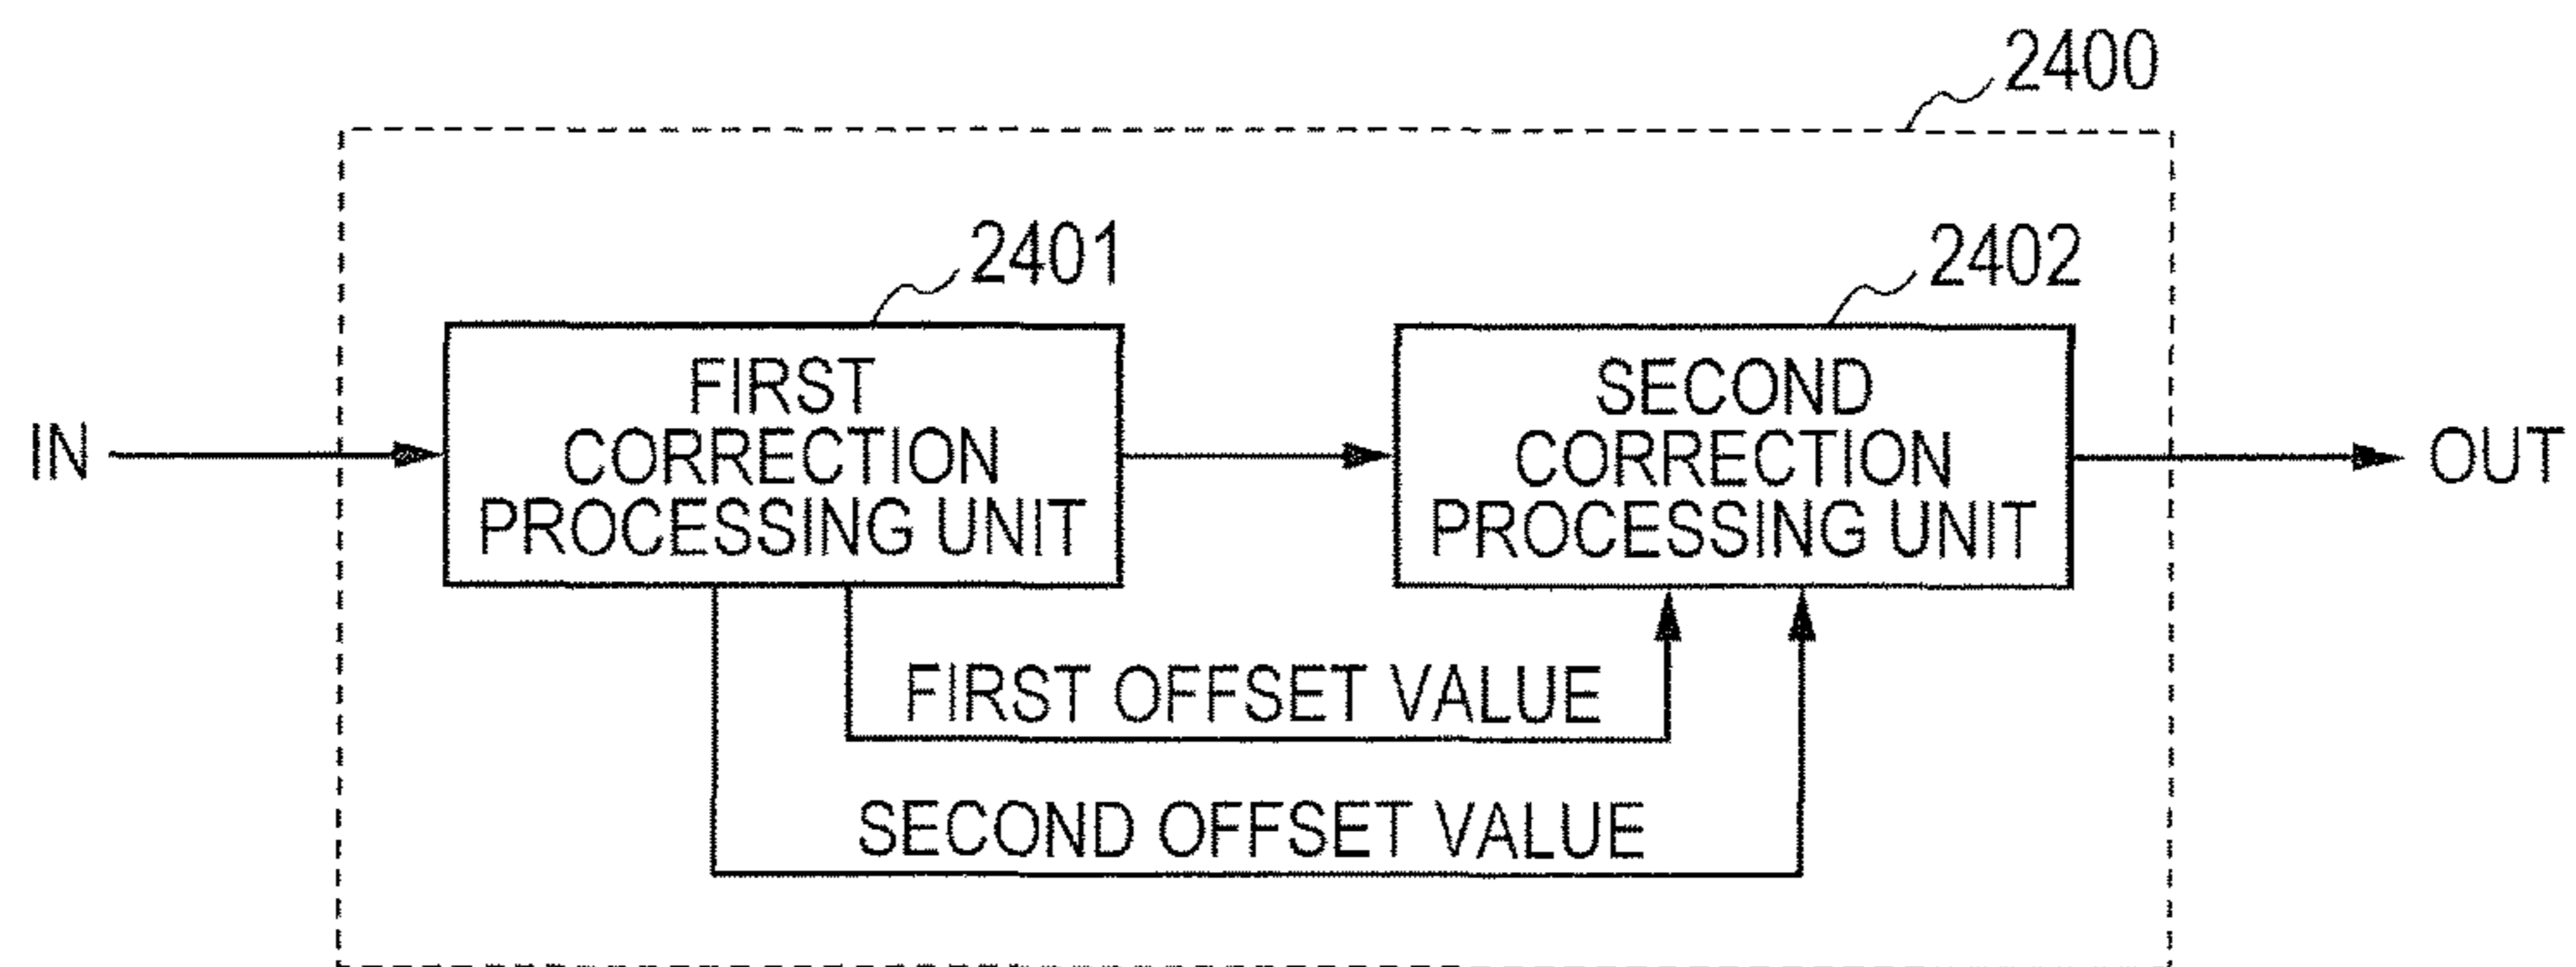 2400
2401
2402
FIRST
CORRECTION
PROCESSING UNIT
SECOND
CORRECTION
PROCESSING UNIT
IN
OUT
FIRST OFFSET VALUE
SECOND OFFSET VALUE